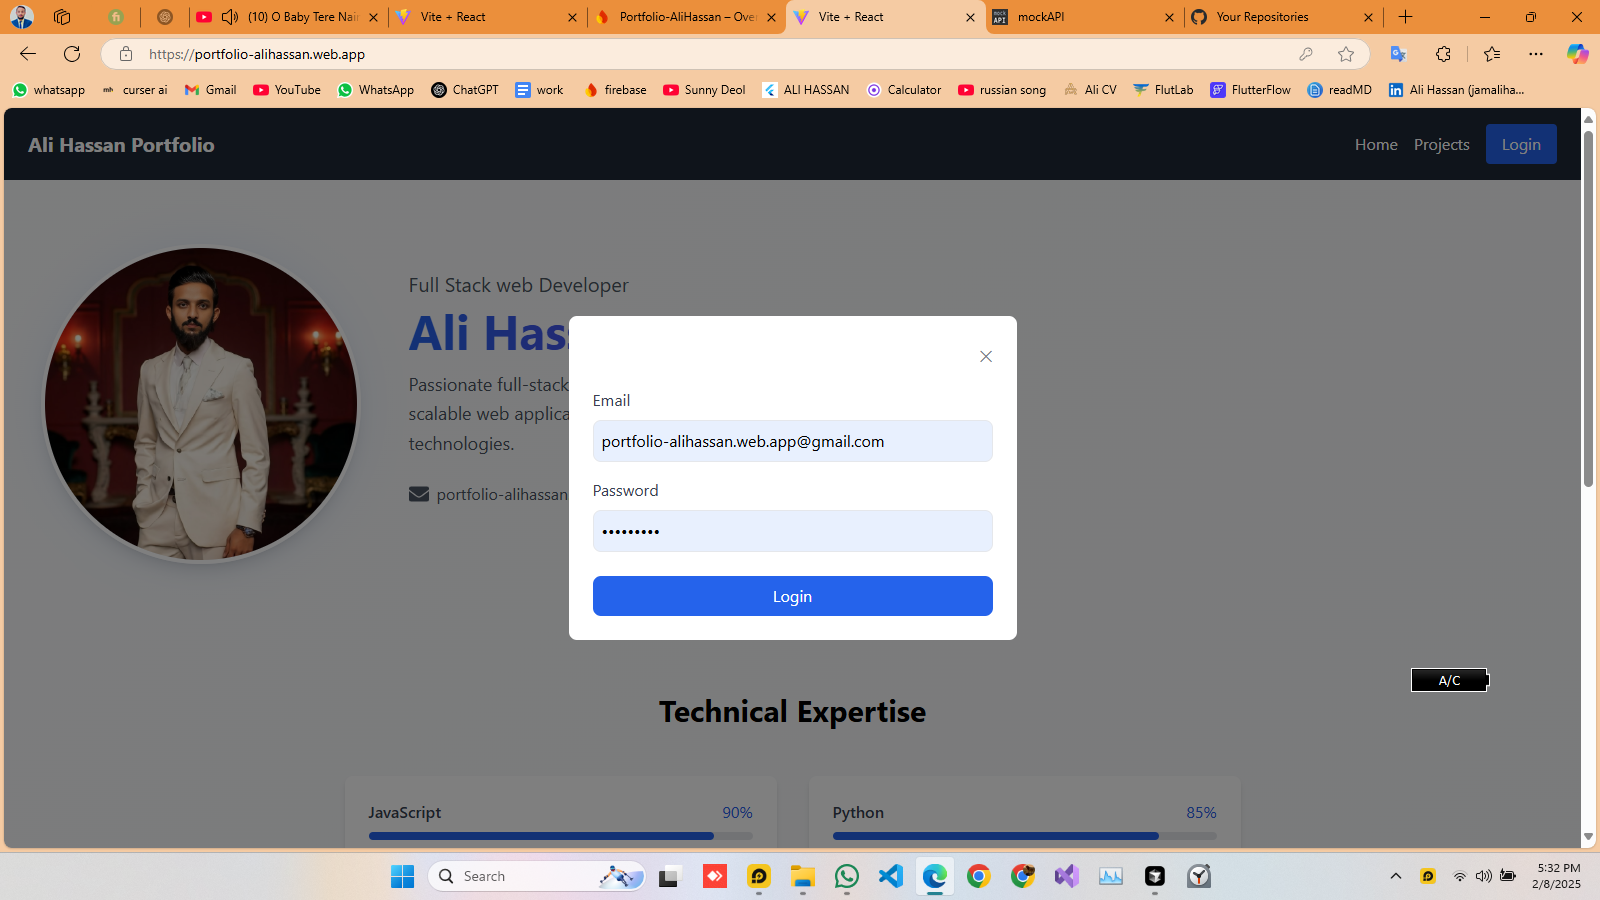 (10) O Baby Tere Nai
Vite + React
Portfolio-AliHassan – Over
Vite + React
mockAPI
Your Repositories
https://portfolio-alihassan.web.app
whatsapp
curser ai
Gmail
YouTube
WhatsApp
ChatGPT
work
firebase
Sunny Deol
ALI HASSAN
Calculator
russian song
Ali CV
FlutLab
FlutterFlow
readMD
Ali Hassan (jamaliha...
Ali Hassan Portfolio
Home
Projects
Login
Full Stack web Developer
Ali Hass
Passionate full-stack
scalable web applica
technologies.
portfolio-alihassan
Email
portfolio-alihassan.web.app@gmail.com
Password
•••••••••
Login
A/C
Technical Expertise
JavaScript
90%
Python
85%
Search
5:32 PM
2/8/2025